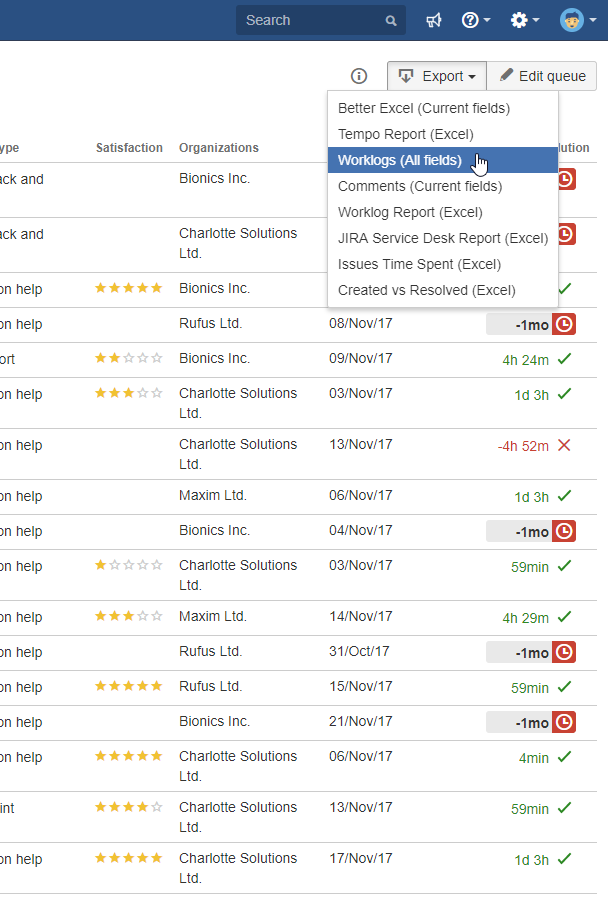 Search
Export
Edit queue
Better Excel (Current fields)
Tempo Report (Excel)
Worklogs (All fields)
Comments (Current fields)
Worklog Report (Excel)
JIRA Service Desk Report (Excel)
Issues Time Spent (Excel)
Created vs Resolved (Excel)
ype Satisfaction Organizations lution
ack and Bionics Inc.
ack and Charlotte Solutions
Ltd.
on help Bionics Inc.
on help Rufus Ltd. 08/Nov/17 -1mo
ort Bionics Inc. 09/Nov/17 4h 24m
on help Charlotte Solutions 03/Nov/17 1d 3h
Ltd.
on help Charlotte Solutions 13/Nov/17 -4h 52m
Ltd.
on help Maxim Ltd. 06/Nov/17 1d 3h
on help Bionics Inc. 04/Nov/17 -1mo
on help Charlotte Solutions 03/Nov/17 59min
Ltd.
on help Maxim Ltd. 14/Nov/17 4h 29m
on help Rufus Ltd. 31/Oct/17 -1mo
on help Rufus Ltd. 15/Nov/17 59min
on help Bionics Inc. 21/Nov/17 -1mo
on help Charlotte Solutions 06/Nov/17 4min
Ltd.
int Charlotte Solutions 13/Nov/17 59min
Ltd.
on help Charlotte Solutions 17/Nov/17 1d 3h
Ltd.